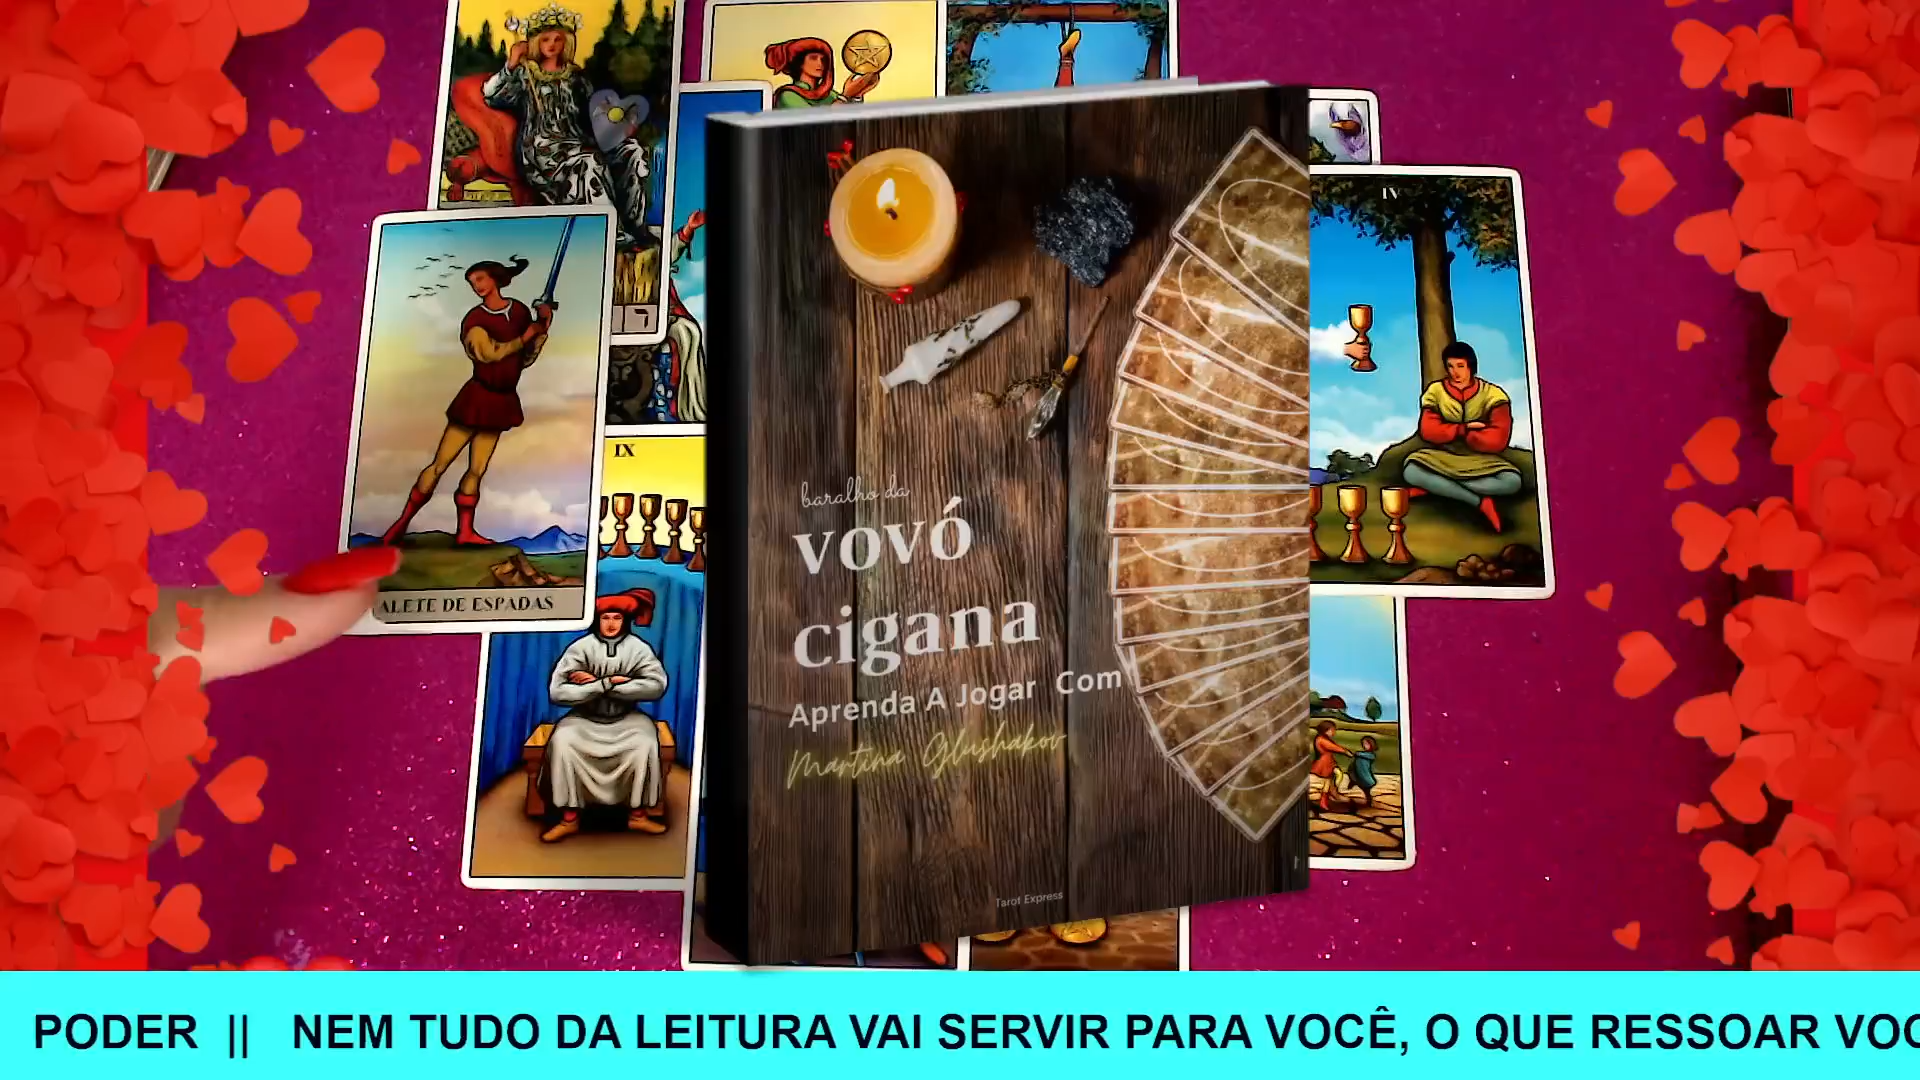 IV
IX
ALETE DE ESPADAS
baralho da
vovó
cigana
Aprenda A Jogar Com
Martina Glushakov
Tarot Express
PODER || NEM TUDO DA LEITURA VAI SERVIR PARA VOCÊ, O QUE RESSOAR VOC